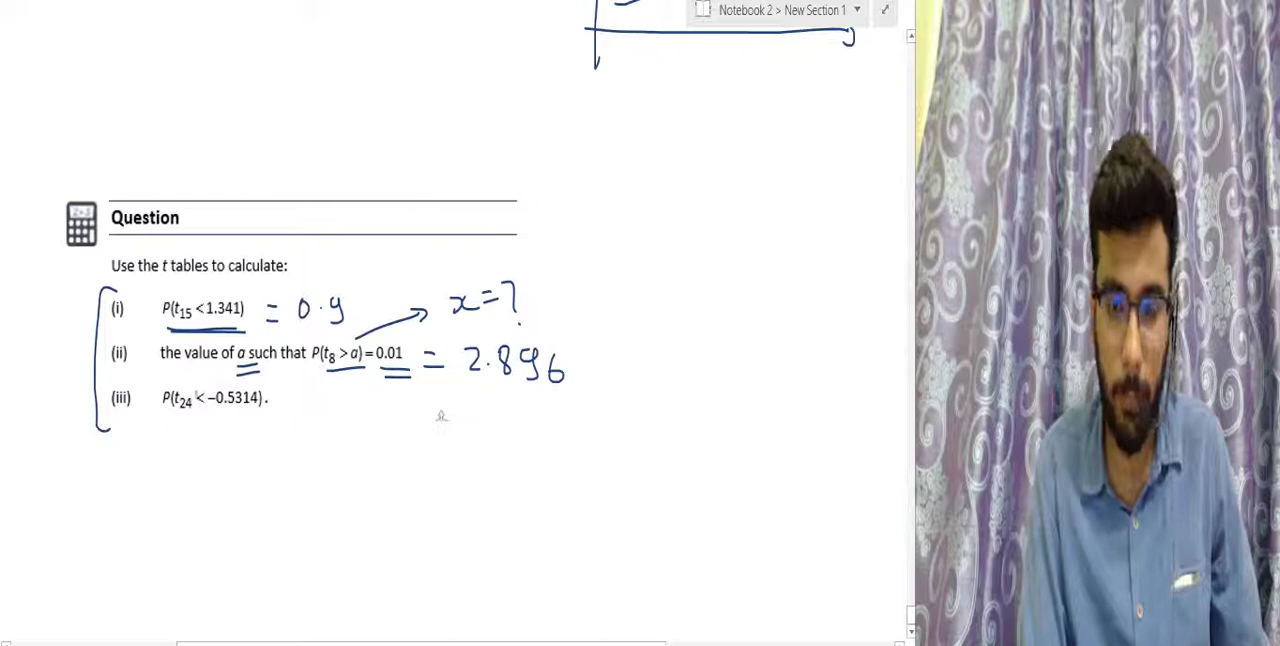 Notebook 2 > New Section 1
Question
Use the t tables to calculate:
(i) P(t15 < 1.341) = 0.9 x = ?
(ii) the value of a such that P(t8 > a) = 0.01 = 2.896
(iii) P(t24 < −0.5314).